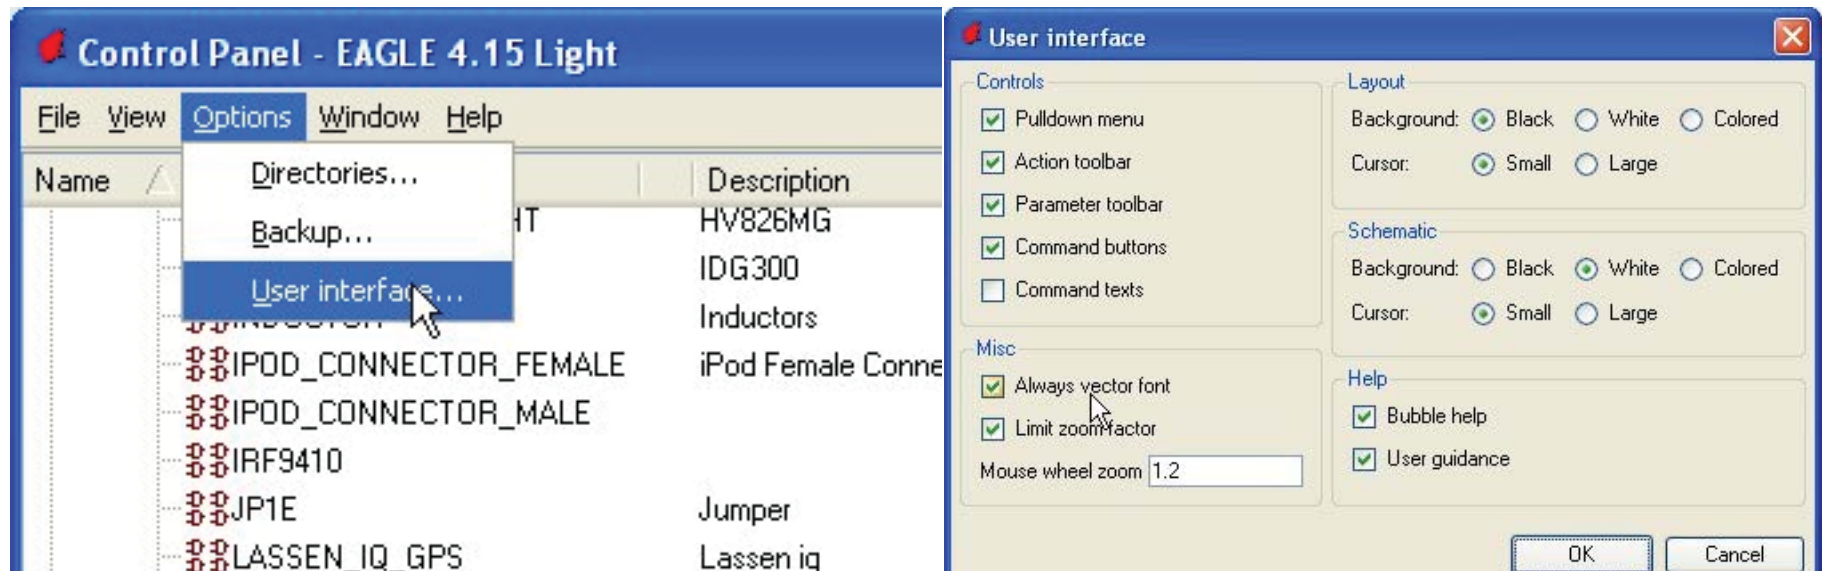 Control Panel - EAGLE 4.15 Light
File View Options Window Help
Name Description
Directories...
HV826MG
Backup...
IDG300
User interface...
Inductors
IPOD_CONNECTOR_FEMALE iPod Female Conne
IPOD_CONNECTOR_MALE
IRF9410
JP1E Jumper
LASSEN_IQ_GPS Lassen iq
User interface
Controls
Pulldown menu
Action toolbar
Parameter toolbar
Command buttons
Command texts
Misc
Always vector font
Limit zoom factor
Mouse wheel zoom 1.2
Layout
Background: Black White Colored
Cursor: Small Large
Schematic
Background: Black White Colored
Cursor: Small Large
Help
Bubble help
User guidance
OK Cancel